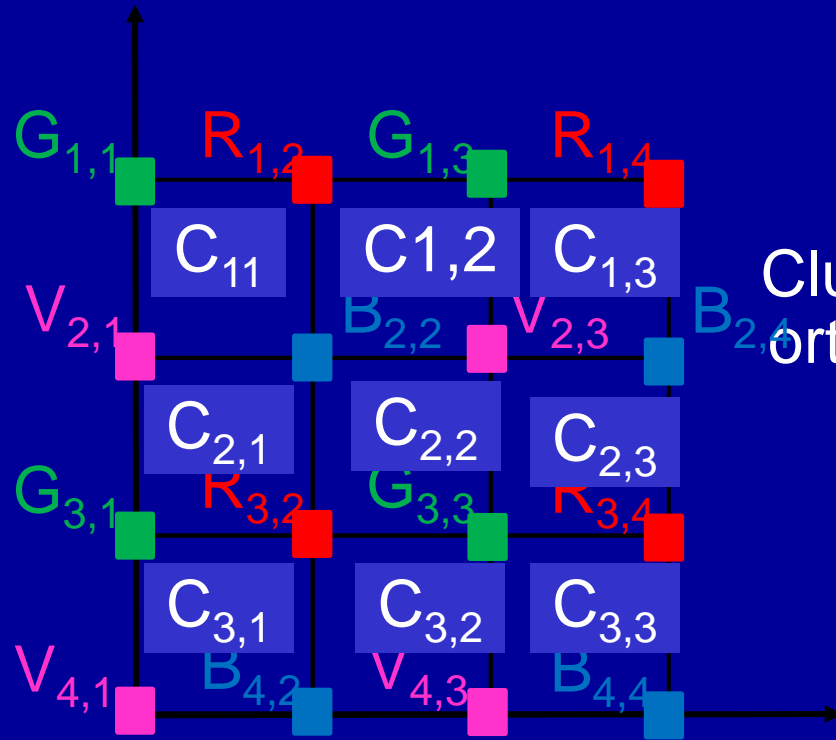 G1,1 R1,2 G1,3 R1,4
C11 C1,2 C1,3
V2,1 B2,2 V2,3 B2,4
C2,1 C2,2 C2,3
G3,1 R3,2 G3,3 R3,4
C3,1 C3,2 C3,3
V4,1 B4,2 V4,3 B4,4